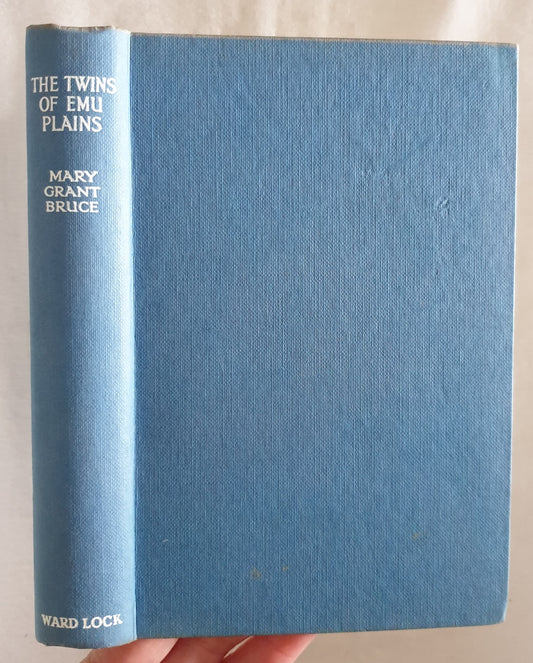 THE TWINS
OF EMU
PLAINS
MARY
GRANT
BRUCE
WARD LOCK